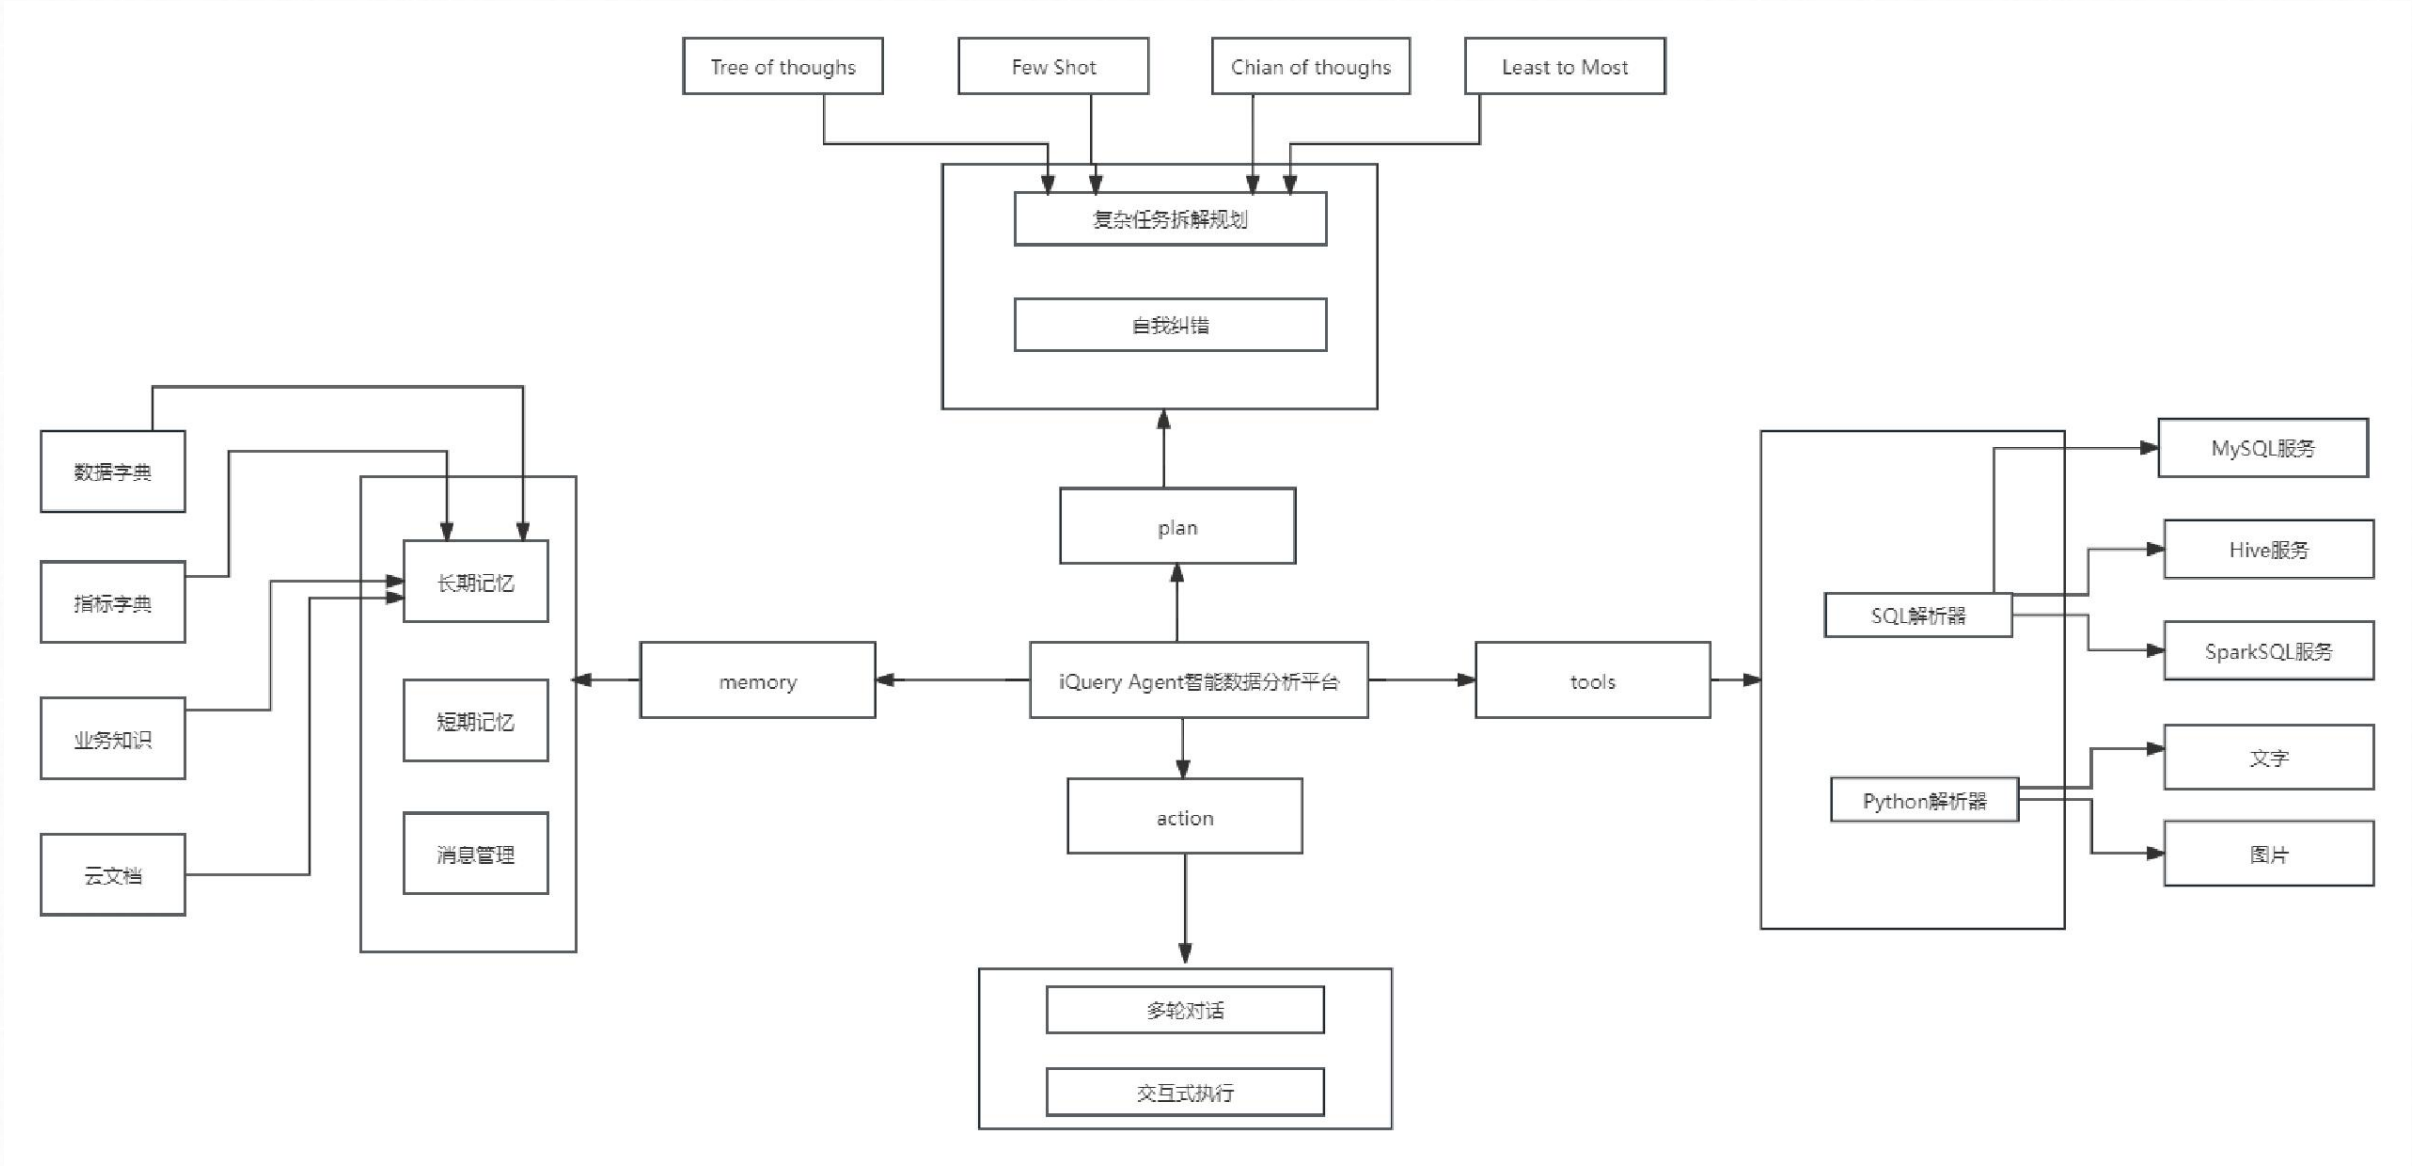 Tree of thoughs
Few Shot
Chian of thoughs
Least to Most
复杂任务拆解规划
自我纠错
plan
数据字典
指标字典
业务知识
云文档
长期记忆
短期记忆
消息管理
memory
iQuery Agent智能数据分析平台
tools
SQL解析器
Python解析器
MySQL服务
Hive服务
SparkSQL服务
文字
图片
action
多轮对话
交互式执行